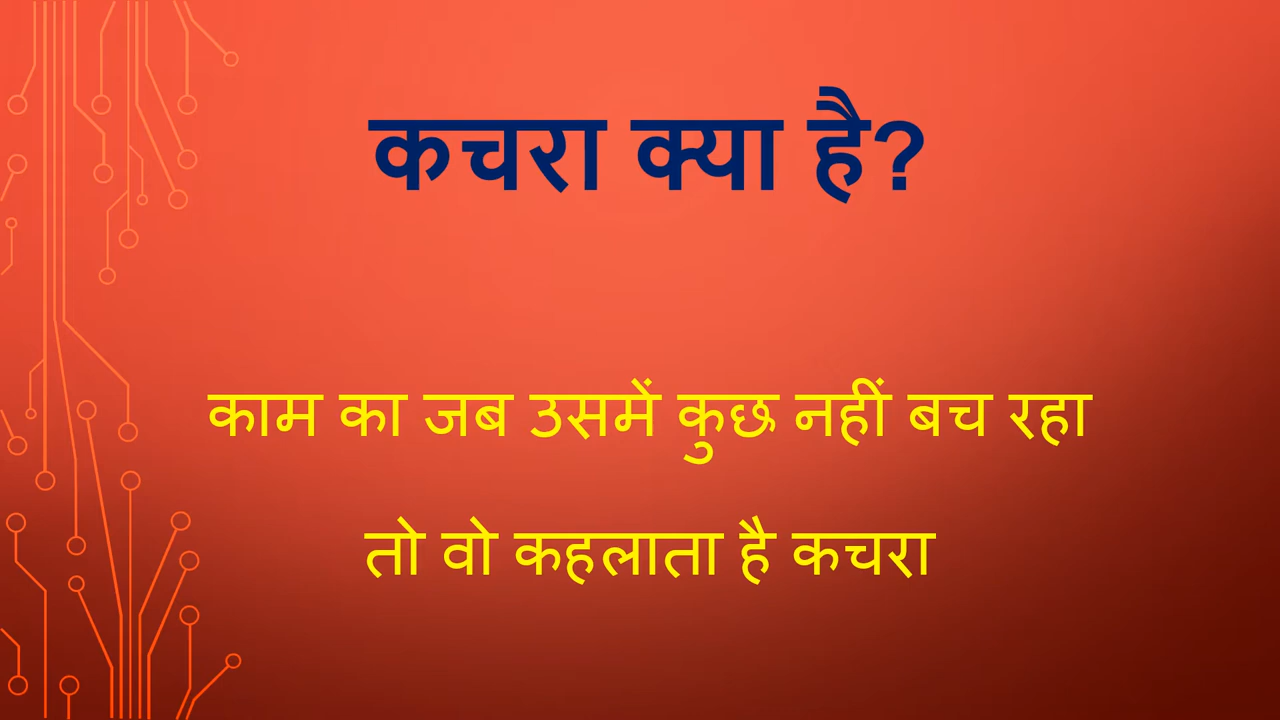 कचरा क्या है?
काम का जब उसमें कुछ नहीं बच रहा
तो वो कहलाता है कचरा